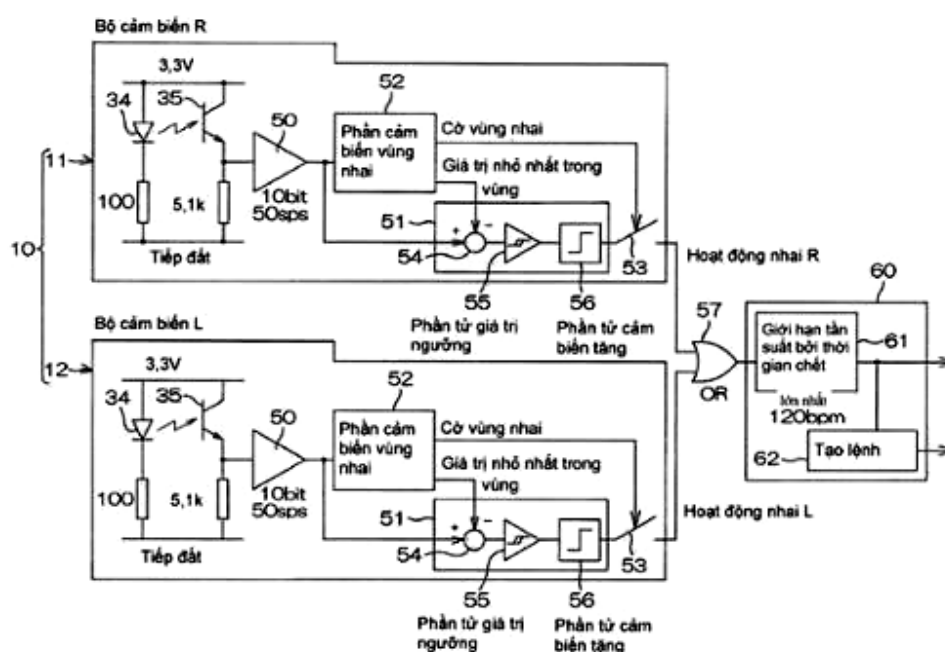 Bộ cảm biến R
3,3V
34
35
50
52
Phần cảm
biến vùng
nhai
Cờ vùng nhai
Giá trị nhỏ nhất trong
vùng
11
100
5,1k
10bit
50sps
51
+
−
54
53
Tiếp đất
55
56
Phần tử giá trị
ngưỡng
Phần tử cảm
biến tăng
Hoạt động nhai R
10
57
OR
60
Giới hạn tần
suất bởi thời
gian chết
61
lớn nhất
120bpm
62
Tạo lệnh
Bộ cảm biến L
12
3,3V
34
35
50
52
Phần cảm
biến vùng
nhai
Cờ vùng nhai
Giá trị nhỏ nhất trong
vùng
100
5,1k
10bit
50sps
51
+
−
54
53
Tiếp đất
55
56
Phần tử giá trị
ngưỡng
Phần tử cảm
biến tăng
Hoạt động nhai L